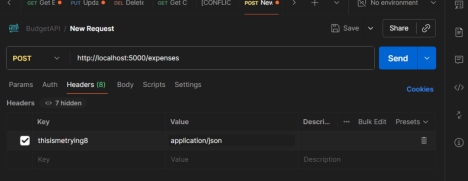 GET Get E PUT Upda DEL Delete GET Get C [CONFLIC POST New No environment
BudgetAPI / New Request Save Share
POST http://localhost:5000/expenses Send
Params Auth Headers (8) Body Scripts Settings Cookies
Headers 7 hidden
Key Value Descri... Bulk Edit Presets
thisismetrying8 application/json
Key Value Description